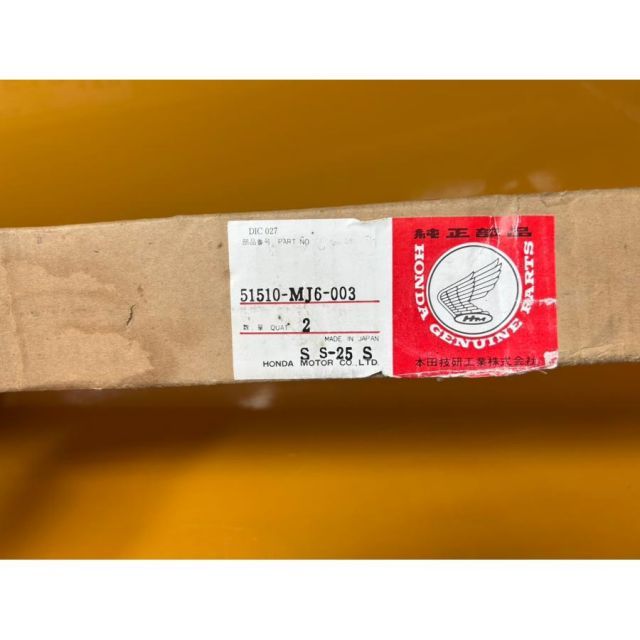 DIC 027
部品番号 PART NO
51510-MJ6-003
数 量 QUAT 2
MADE IN JAPAN
S S-25 S
HONDA MOTOR CO.,LTD.
純正部品
HONDA GENUINE PARTS
HM
本田技研工業株式会社